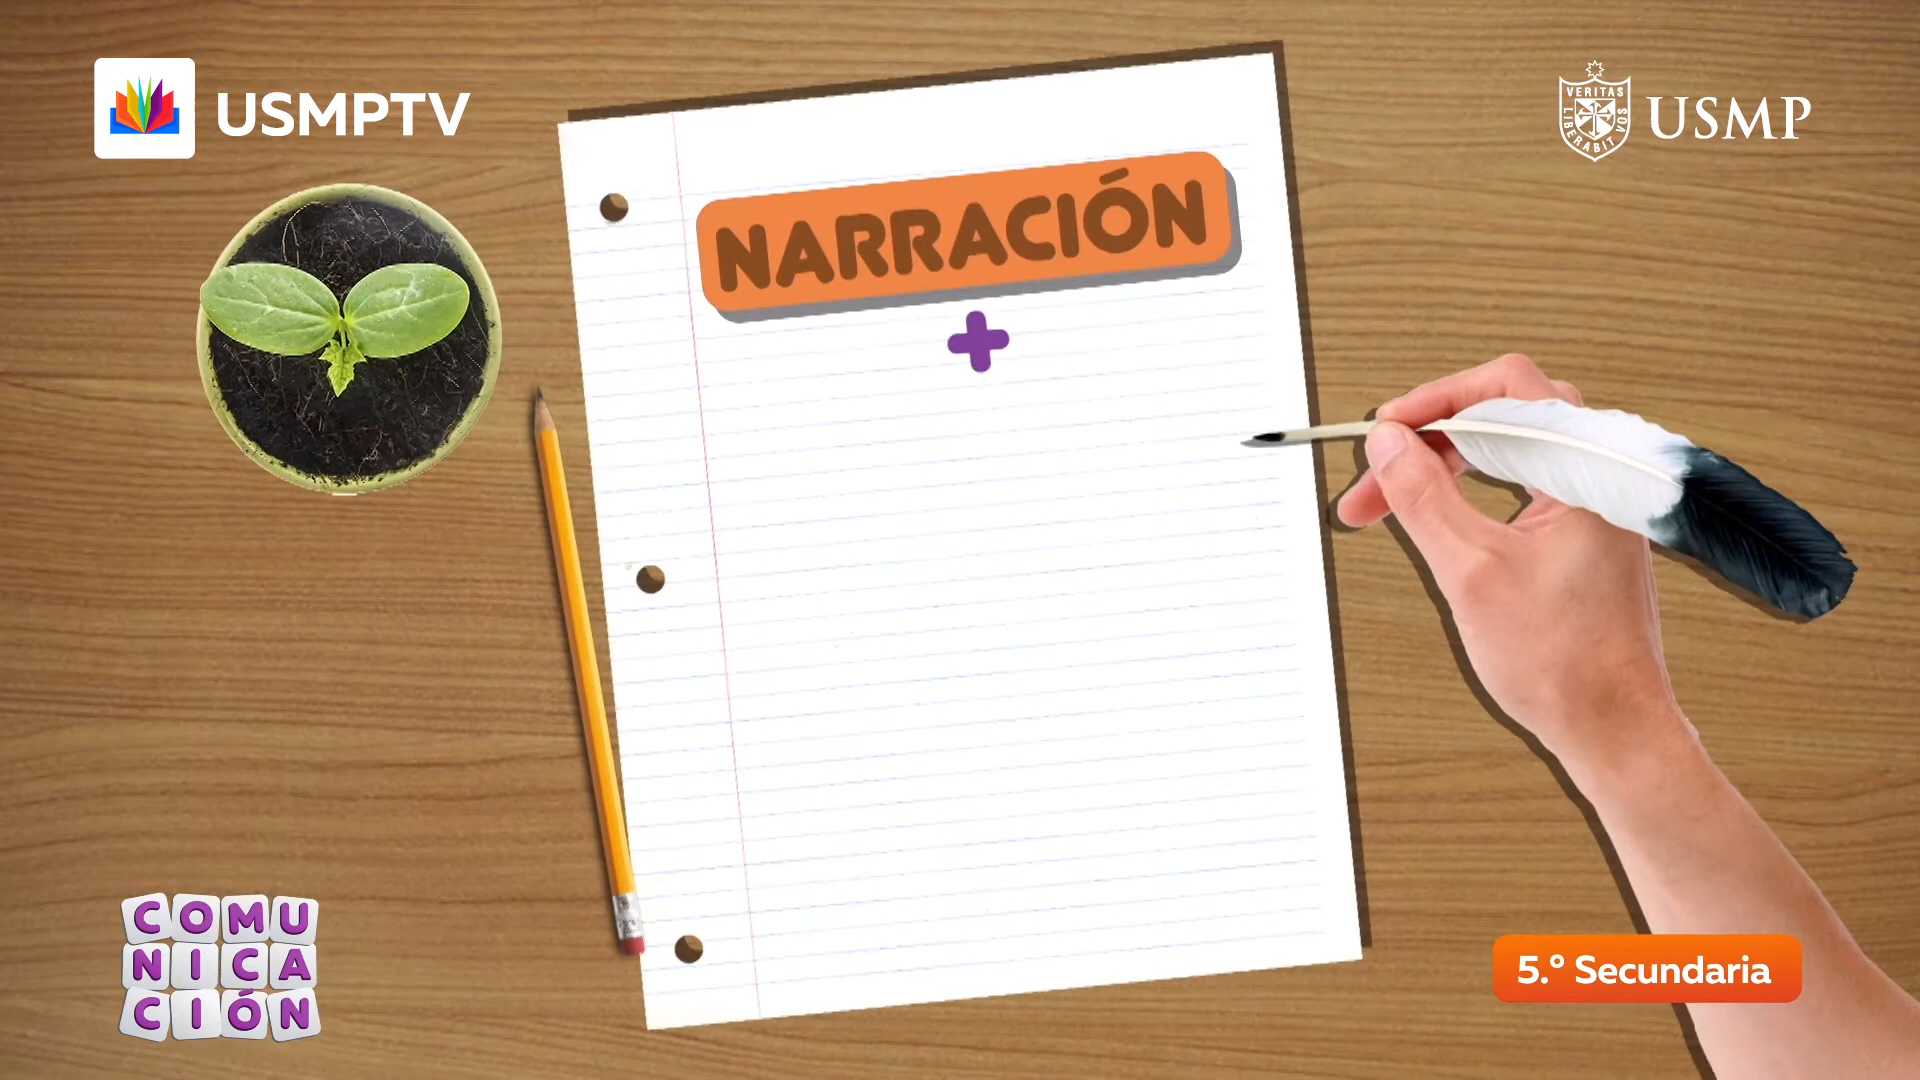 USMPTV
VERITAS
LIBERABIT VOS
USMP
NARRACIÓN
+
COMU
NICA
CIÓN
5.° Secundaria